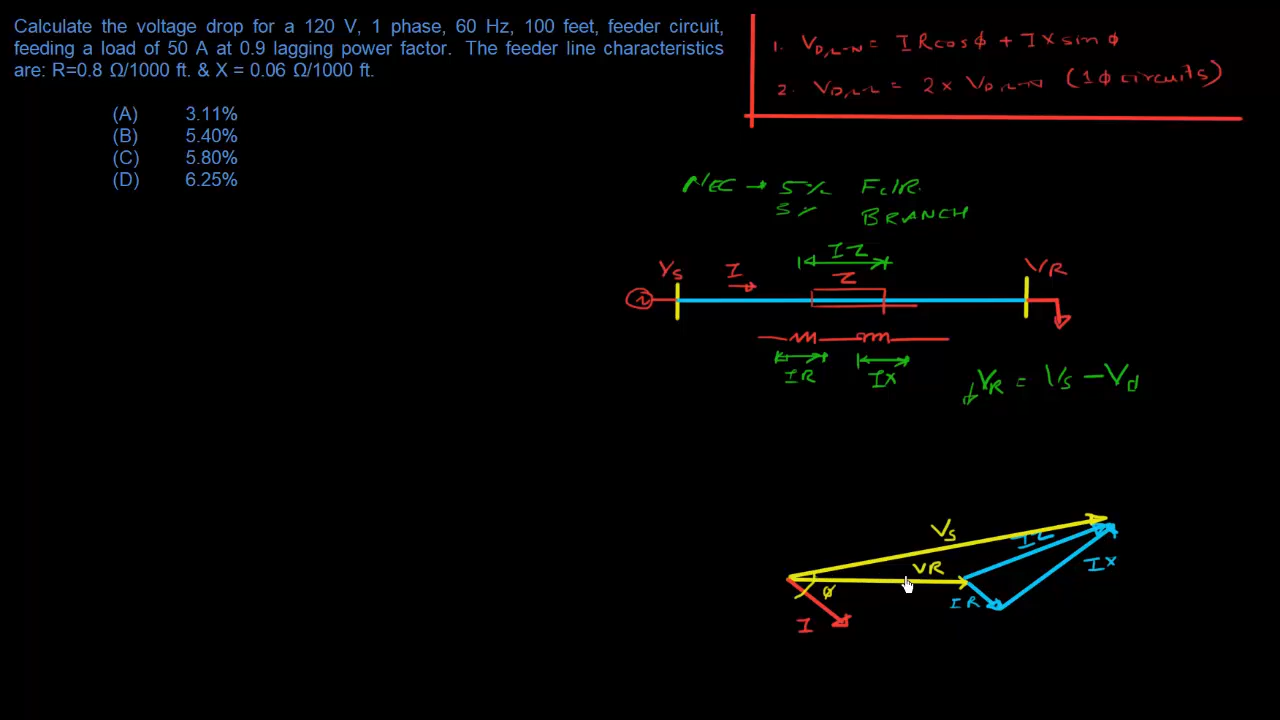 Calculate the voltage drop for a 120 V, 1 phase, 60 Hz, 100 feet, feeder circuit,
feeding a load of 50 A at 0.9 lagging power factor. The feeder line characteristics
are: R=0.8 Ω/1000 ft. & X = 0.06 Ω/1000 ft.
(A) 3.11%
(B) 5.40%
(C) 5.80%
(D) 6.25%
1. VD,L-N = IRcosφ + IXsinφ
2. VD,L-L = 2 x VD,L-N (1φ circuits)
NEC → 5% FdR.
3% BRANCH
IZ
VS I Z VR
IR IX
↓VR = VS - Vd
VS IZ
VR IX
φ IR
I